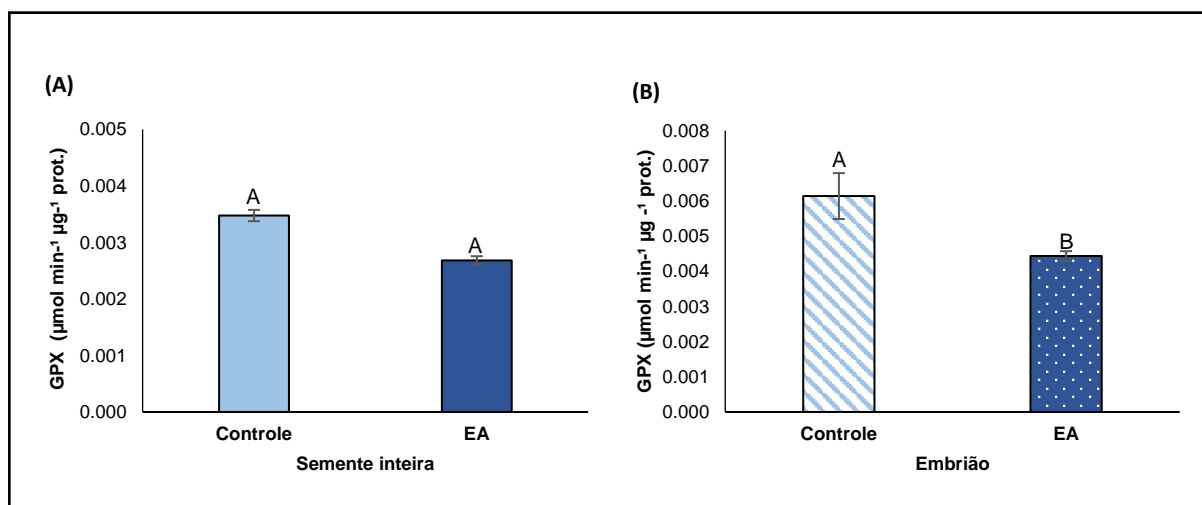 (A)
GPX (µmol min-¹ µg-¹ prot.)
0.005
0.004
0.003
0.002
0.001
0.000
A
A
Controle
EA
Semente inteira
(B)
GPX (µmol min-¹ µg -¹ prot.)
0.008
0.007
0.006
0.005
0.004
0.003
0.002
0.001
0.000
A
B
Controle
EA
Embrião